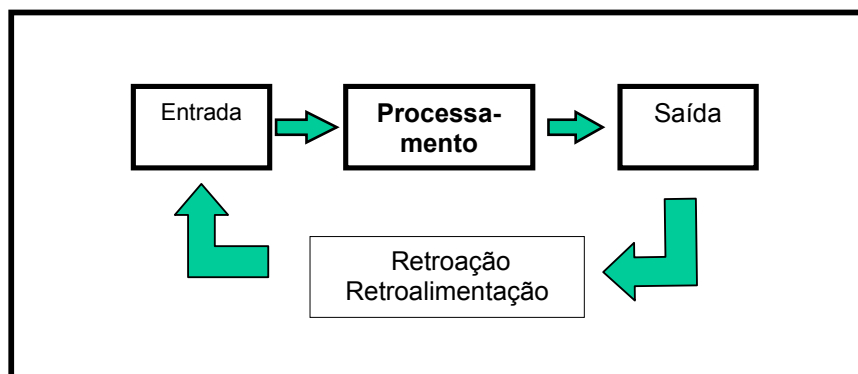 Entrada
Processa-
mento
Saída
Retroação
Retroalimentação